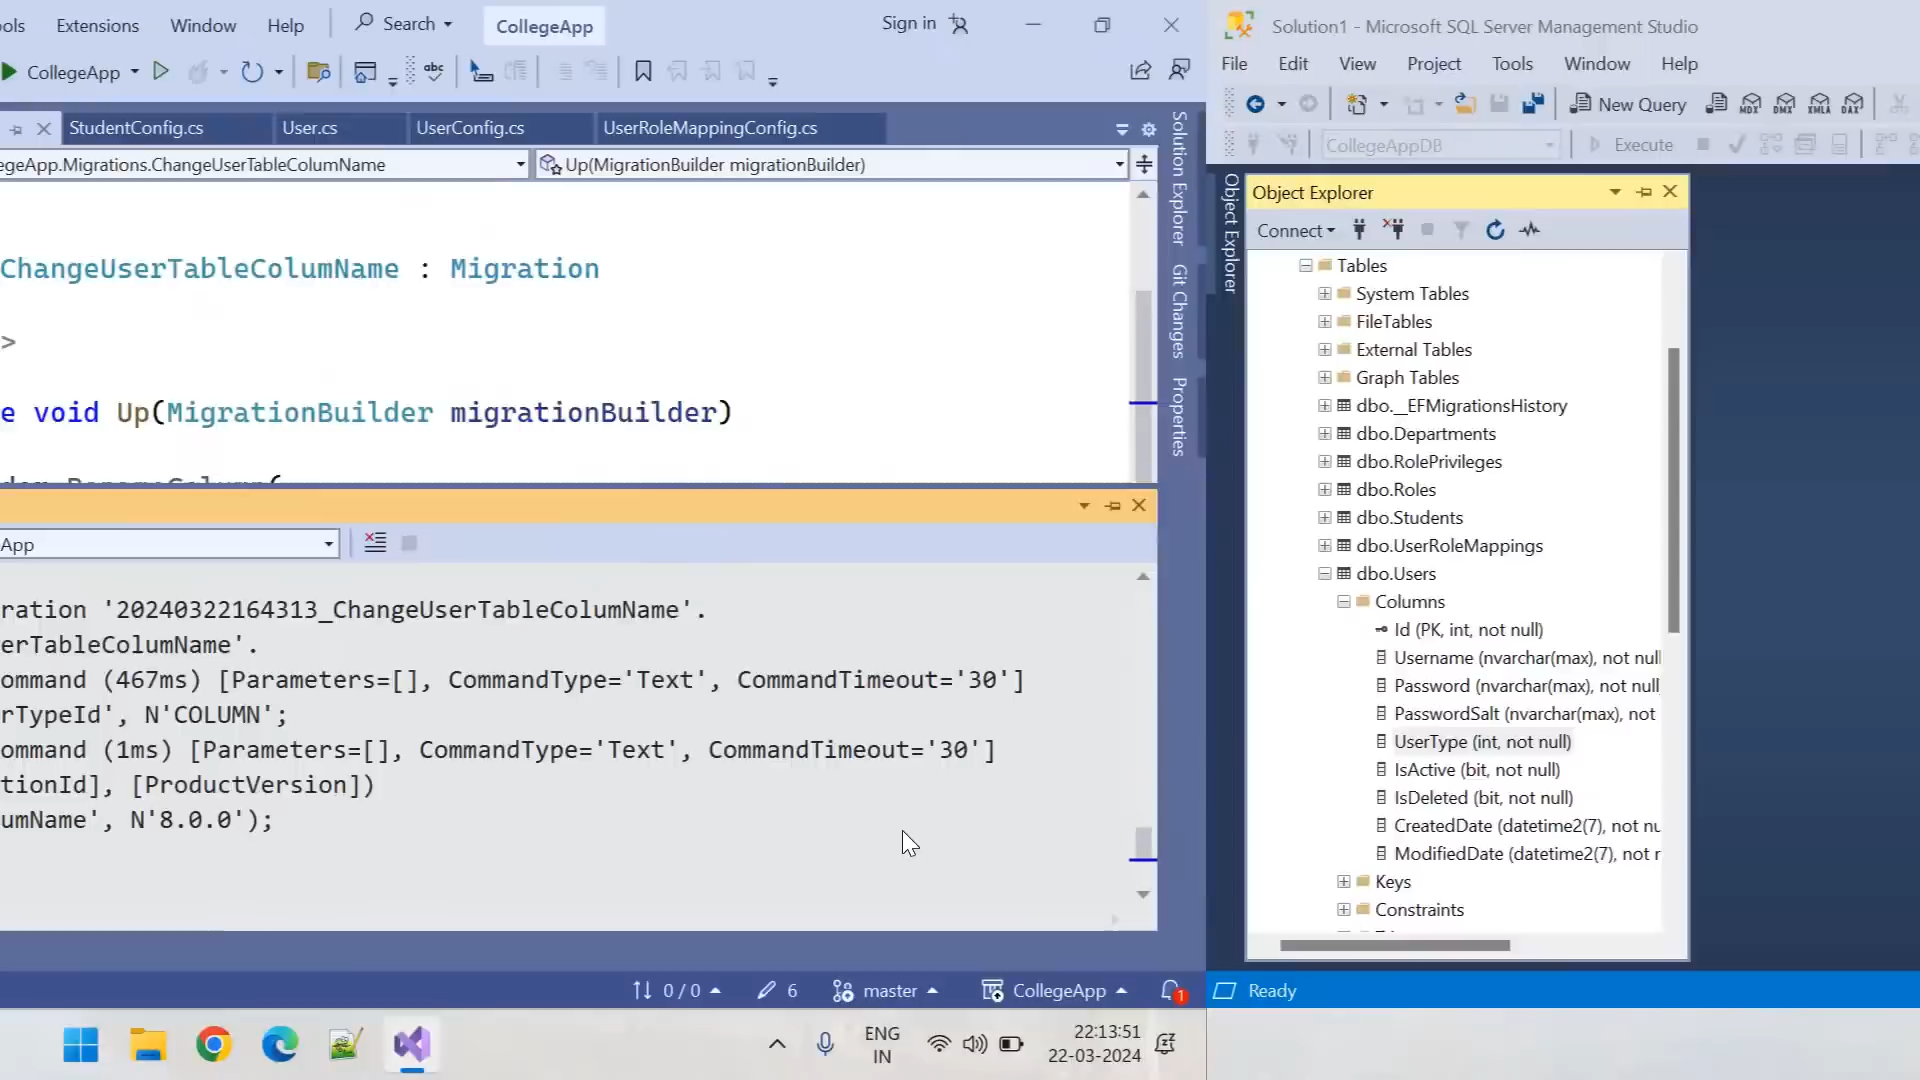 ools Extensions Window Help Search CollegeApp Sign in
CollegeApp
StudentConfig.cs User.cs UserConfig.cs UserRoleMappingConfig.cs
egeApp.Migrations.ChangeUserTableColumName Up(MigrationBuilder migrationBuilder)
ChangeUserTableColumName : Migration
>
e void Up(MigrationBuilder migrationBuilder)
App
ration '20240322164313_ChangeUserTableColumName'.
erTableColumName'.
ommand (467ms) [Parameters=[], CommandType='Text', CommandTimeout='30']
rTypeId', N'COLUMN';
ommand (1ms) [Parameters=[], CommandType='Text', CommandTimeout='30']
tionId], [ProductVersion])
umName', N'8.0.0');
Solution Explorer
Git Changes
Properties
0 / 0 6 master CollegeApp 1
ENG
IN
22:13:51
22-03-2024
Solution1 - Microsoft SQL Server Management Studio
File Edit View Project Tools Window Help
New Query MDX DMX XMLA DAX
CollegeAppDB Execute
Object Explorer
Object Explorer
Connect
Tables
System Tables
FileTables
External Tables
Graph Tables
dbo.__EFMigrationsHistory
dbo.Departments
dbo.RolePrivileges
dbo.Roles
dbo.Students
dbo.UserRoleMappings
dbo.Users
Columns
Id (PK, int, not null)
Username (nvarchar(max), not null
Password (nvarchar(max), not null
PasswordSalt (nvarchar(max), not
UserType (int, not null)
IsActive (bit, not null)
IsDeleted (bit, not null)
CreatedDate (datetime2(7), not nu
ModifiedDate (datetime2(7), not r
Keys
Constraints
Ready